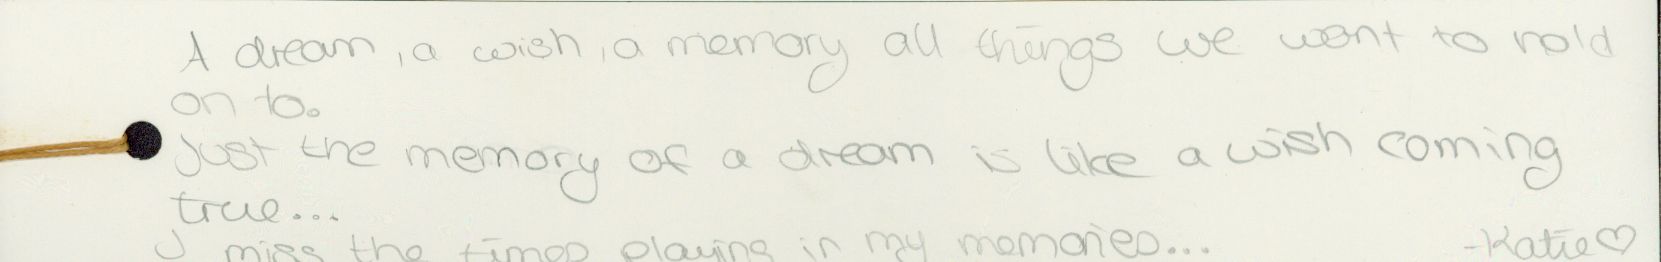 A dream, a wish, a memory all things we want to hold
on to.
Just the memory of a dream is like a wish coming
true...
I miss the times playing in my memories... -Katie♡